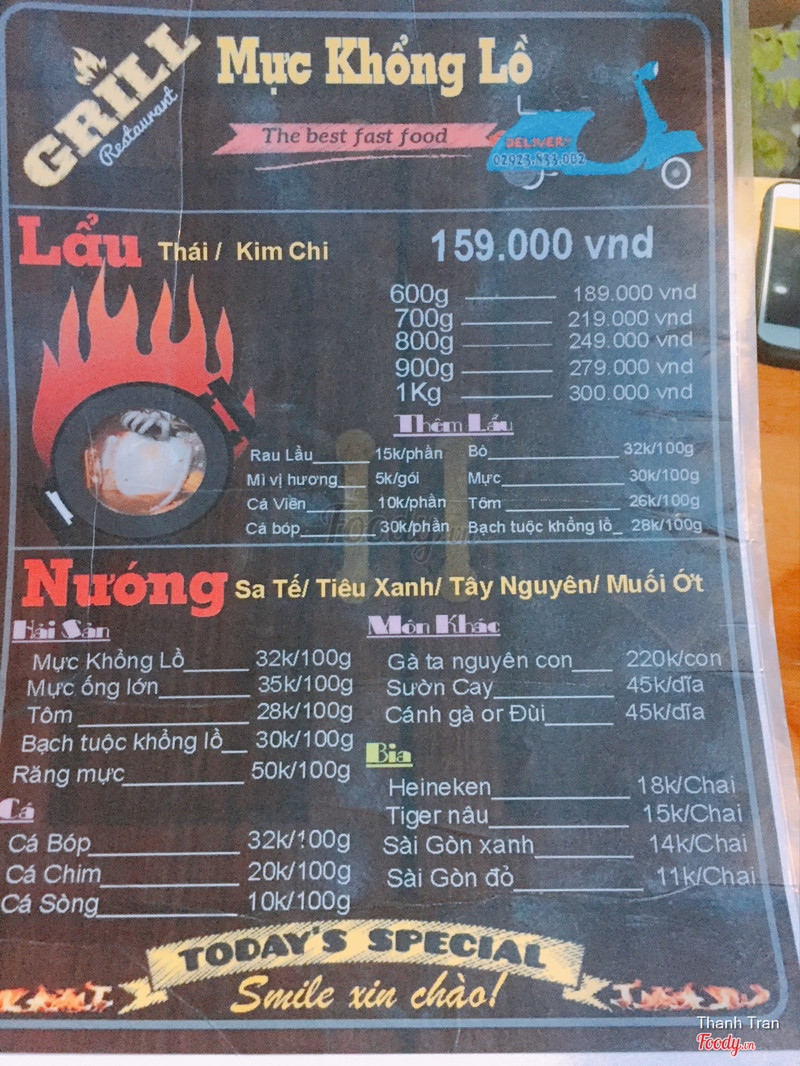 GRILL
Restaurant
Mực Khổng Lồ
The best fast food
DELIVERY
02923.853.002
Lẩu Thái / Kim Chi 159.000 vnd
600g 189.000 vnd
700g 219.000 vnd
800g 249.000 vnd
900g 279.000 vnd
1Kg 300.000 vnd
Thêm Lẩu
Rau Lẩu 15k/phần
Mì vị hương 5k/gói
Cá Viên 10k/phần
Cá bóp 30k/phần
Bò 32k/100g
Mực 30k/100g
Tôm 26k/100g
Bạch tuộc khổng lồ 28k/100g
Nướng Sa Tế/ Tiêu Xanh/ Tây Nguyên/ Muối Ớt
Hải Sản
Mực Khổng Lồ 32k/100g
Mực ống lớn 35k/100g
Tôm 28k/100g
Bạch tuộc khổng lồ 30k/100g
Răng mực 50k/100g
Cá
Cá Bóp 32k/100g
Cá Chim 20k/100g
Cá Sòng 10k/100g
Môn Khác
Gà ta nguyên con 220k/con
Sườn Cay 45k/dĩa
Cánh gà or Đùi 45k/dĩa
Bia
Heineken 18k/Chai
Tiger nâu 15k/Chai
Sài Gòn xanh 14k/Chai
Sài Gòn đỏ 11k/Chai
TODAY'S SPECIAL
Smile xin chào!
Thanh Tran
Foody.vn